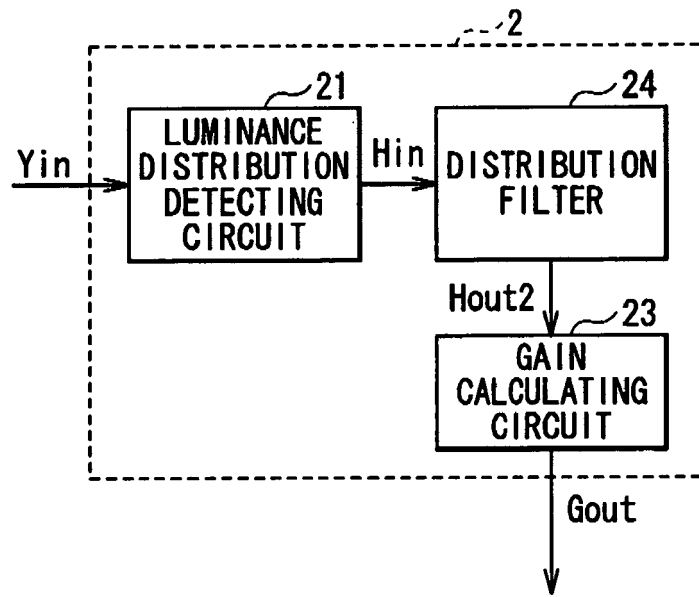 2
21
24
Yin
LUMINANCE
DISTRIBUTION
DETECTING
CIRCUIT
Hin
DISTRIBUTION
FILTER
Hout2
23
GAIN
CALCULATING
CIRCUIT
Gout